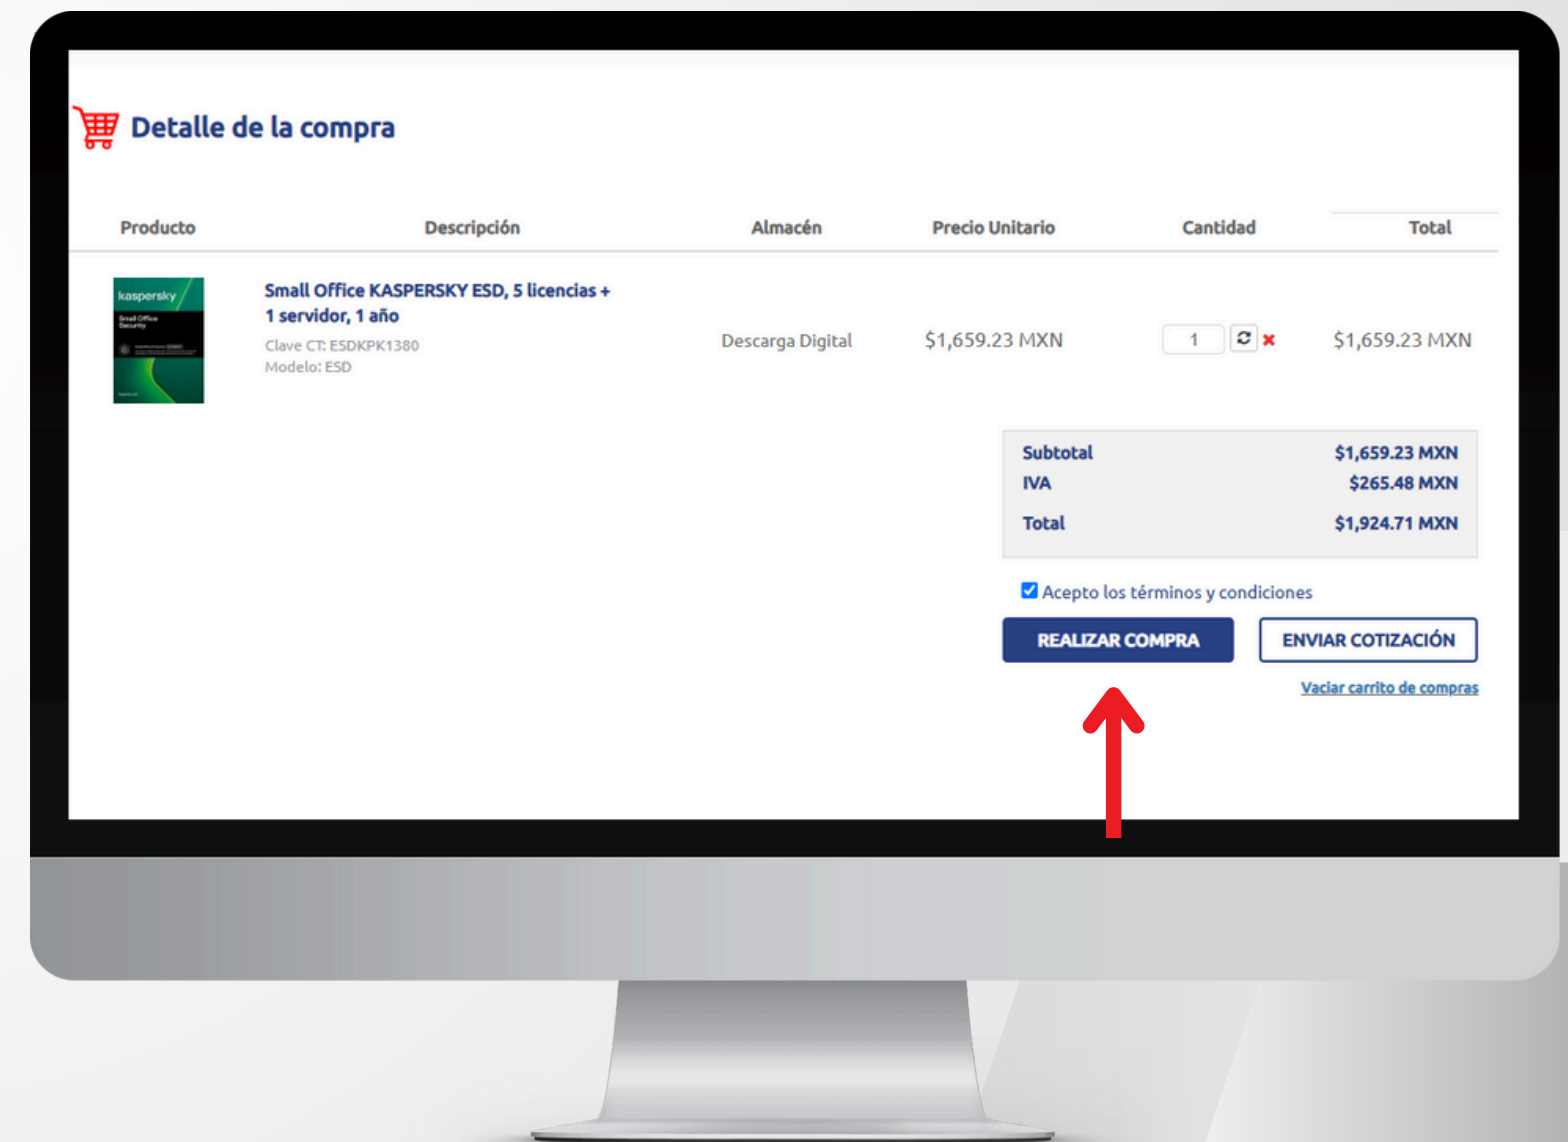 Detalle de la compra
Producto Descripción Almacén Precio Unitario Cantidad Total
kaspersky
Small Office
Security
Small Office KASPERSKY ESD, 5 licencias +
1 servidor, 1 año
Clave CT: ESDKPK1380
Modelo: ESD
Descarga Digital $1,659.23 MXN 1 $1,659.23 MXN
Subtotal $1,659.23 MXN
IVA $265.48 MXN
Total $1,924.71 MXN
Acepto los términos y condiciones
REALIZAR COMPRA ENVIAR COTIZACIÓN
Vaciar carrito de compras